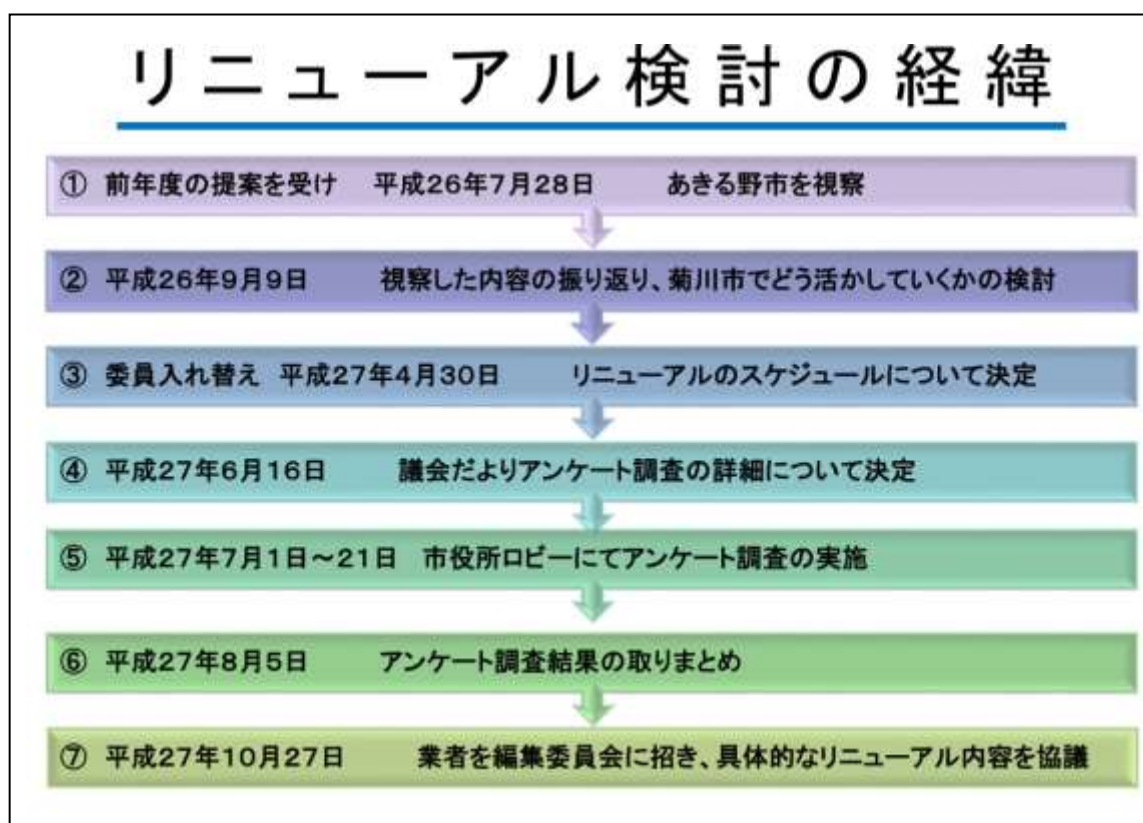 リニューアル検討の経緯
① 前年度の提案を受け　平成26年7月28日　　あきる野市を視察
② 平成26年9月9日　　視察した内容の振り返り、菊川市でどう活かしていくかの検討
③ 委員入れ替え　平成27年4月30日　　リニューアルのスケジュールについて決定
④ 平成27年6月16日　　議会だよりアンケート調査の詳細について決定
⑤ 平成27年7月1日～21日　市役所ロビーにてアンケート調査の実施
⑥ 平成27年8月5日　　アンケート調査結果の取りまとめ
⑦ 平成27年10月27日　　業者を編集委員会に招き、具体的なリニューアル内容を協議